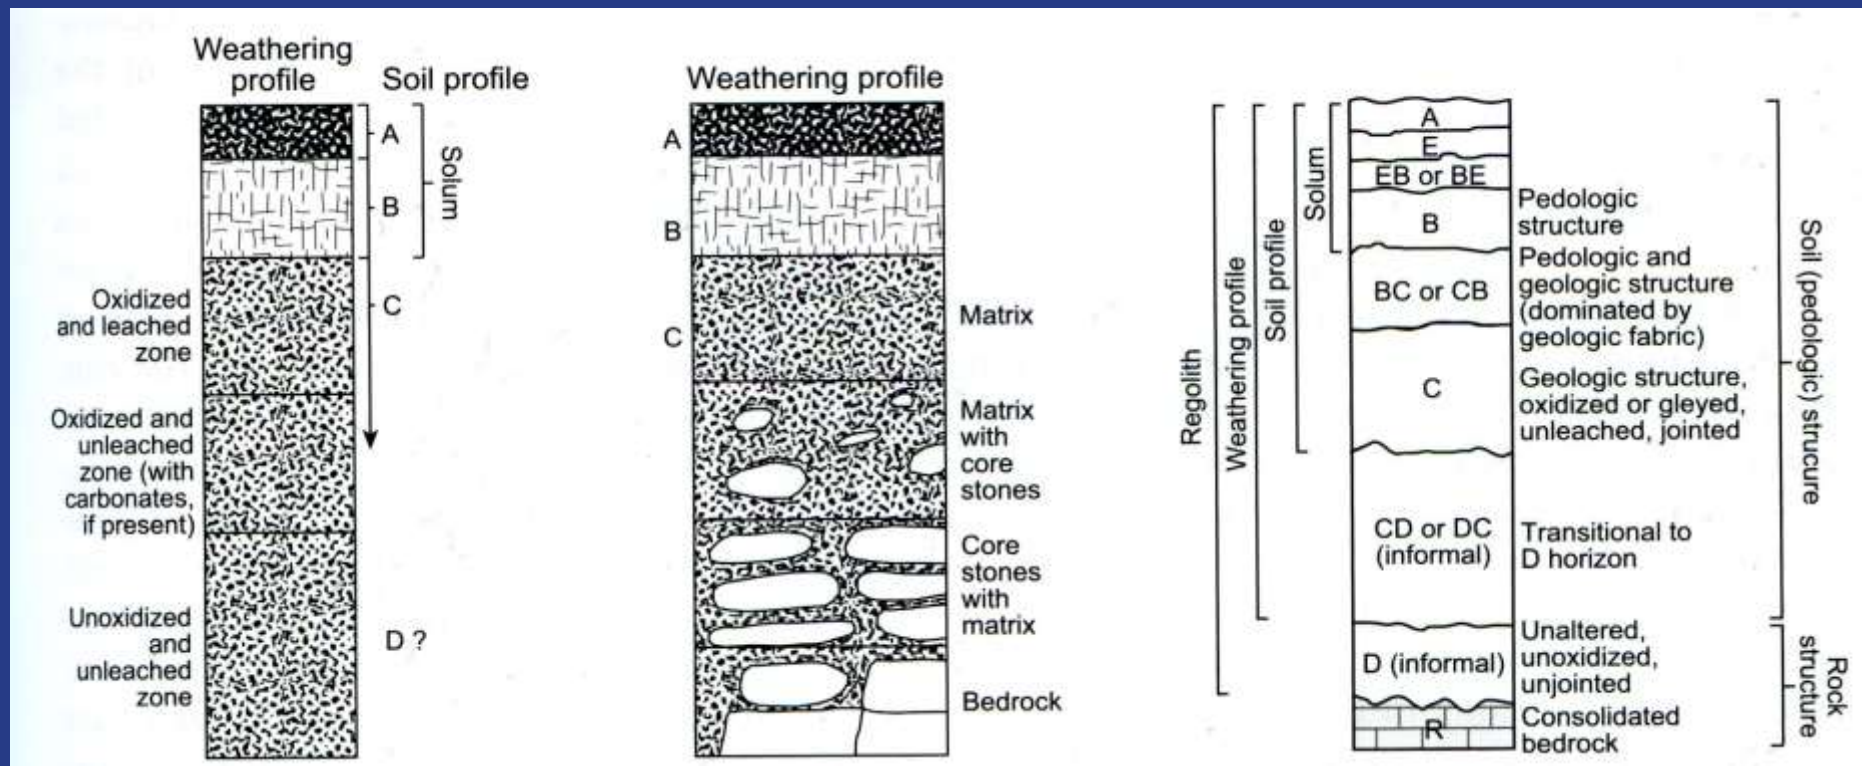 Weathering
profile
Soil profile
A
B
C
D ?
Solum
Oxidized
and leached
zone
Oxidized and
unleached
zone (with
carbonates,
if present)
Unoxidized
and
unleached
zone
Weathering profile
A
B
C
Matrix
Matrix
with
core
stones
Core
stones
with
matrix
Bedrock
Regolith
Weathering profile
Soil profile
Solum
A
E
EB or BE
B
BC or CB
C
CD or DC
(informal)
D (informal)
R
Pedologic
structure
Pedologic and
geologic structure
(dominated by
geologic fabric)
Geologic structure,
oxidized or gleyed,
unleached, jointed
Transitional to
D horizon
Unaltered,
unoxidized,
unjointed
Consolidated
bedrock
Soil (pedologic) strucure
Rock
structure